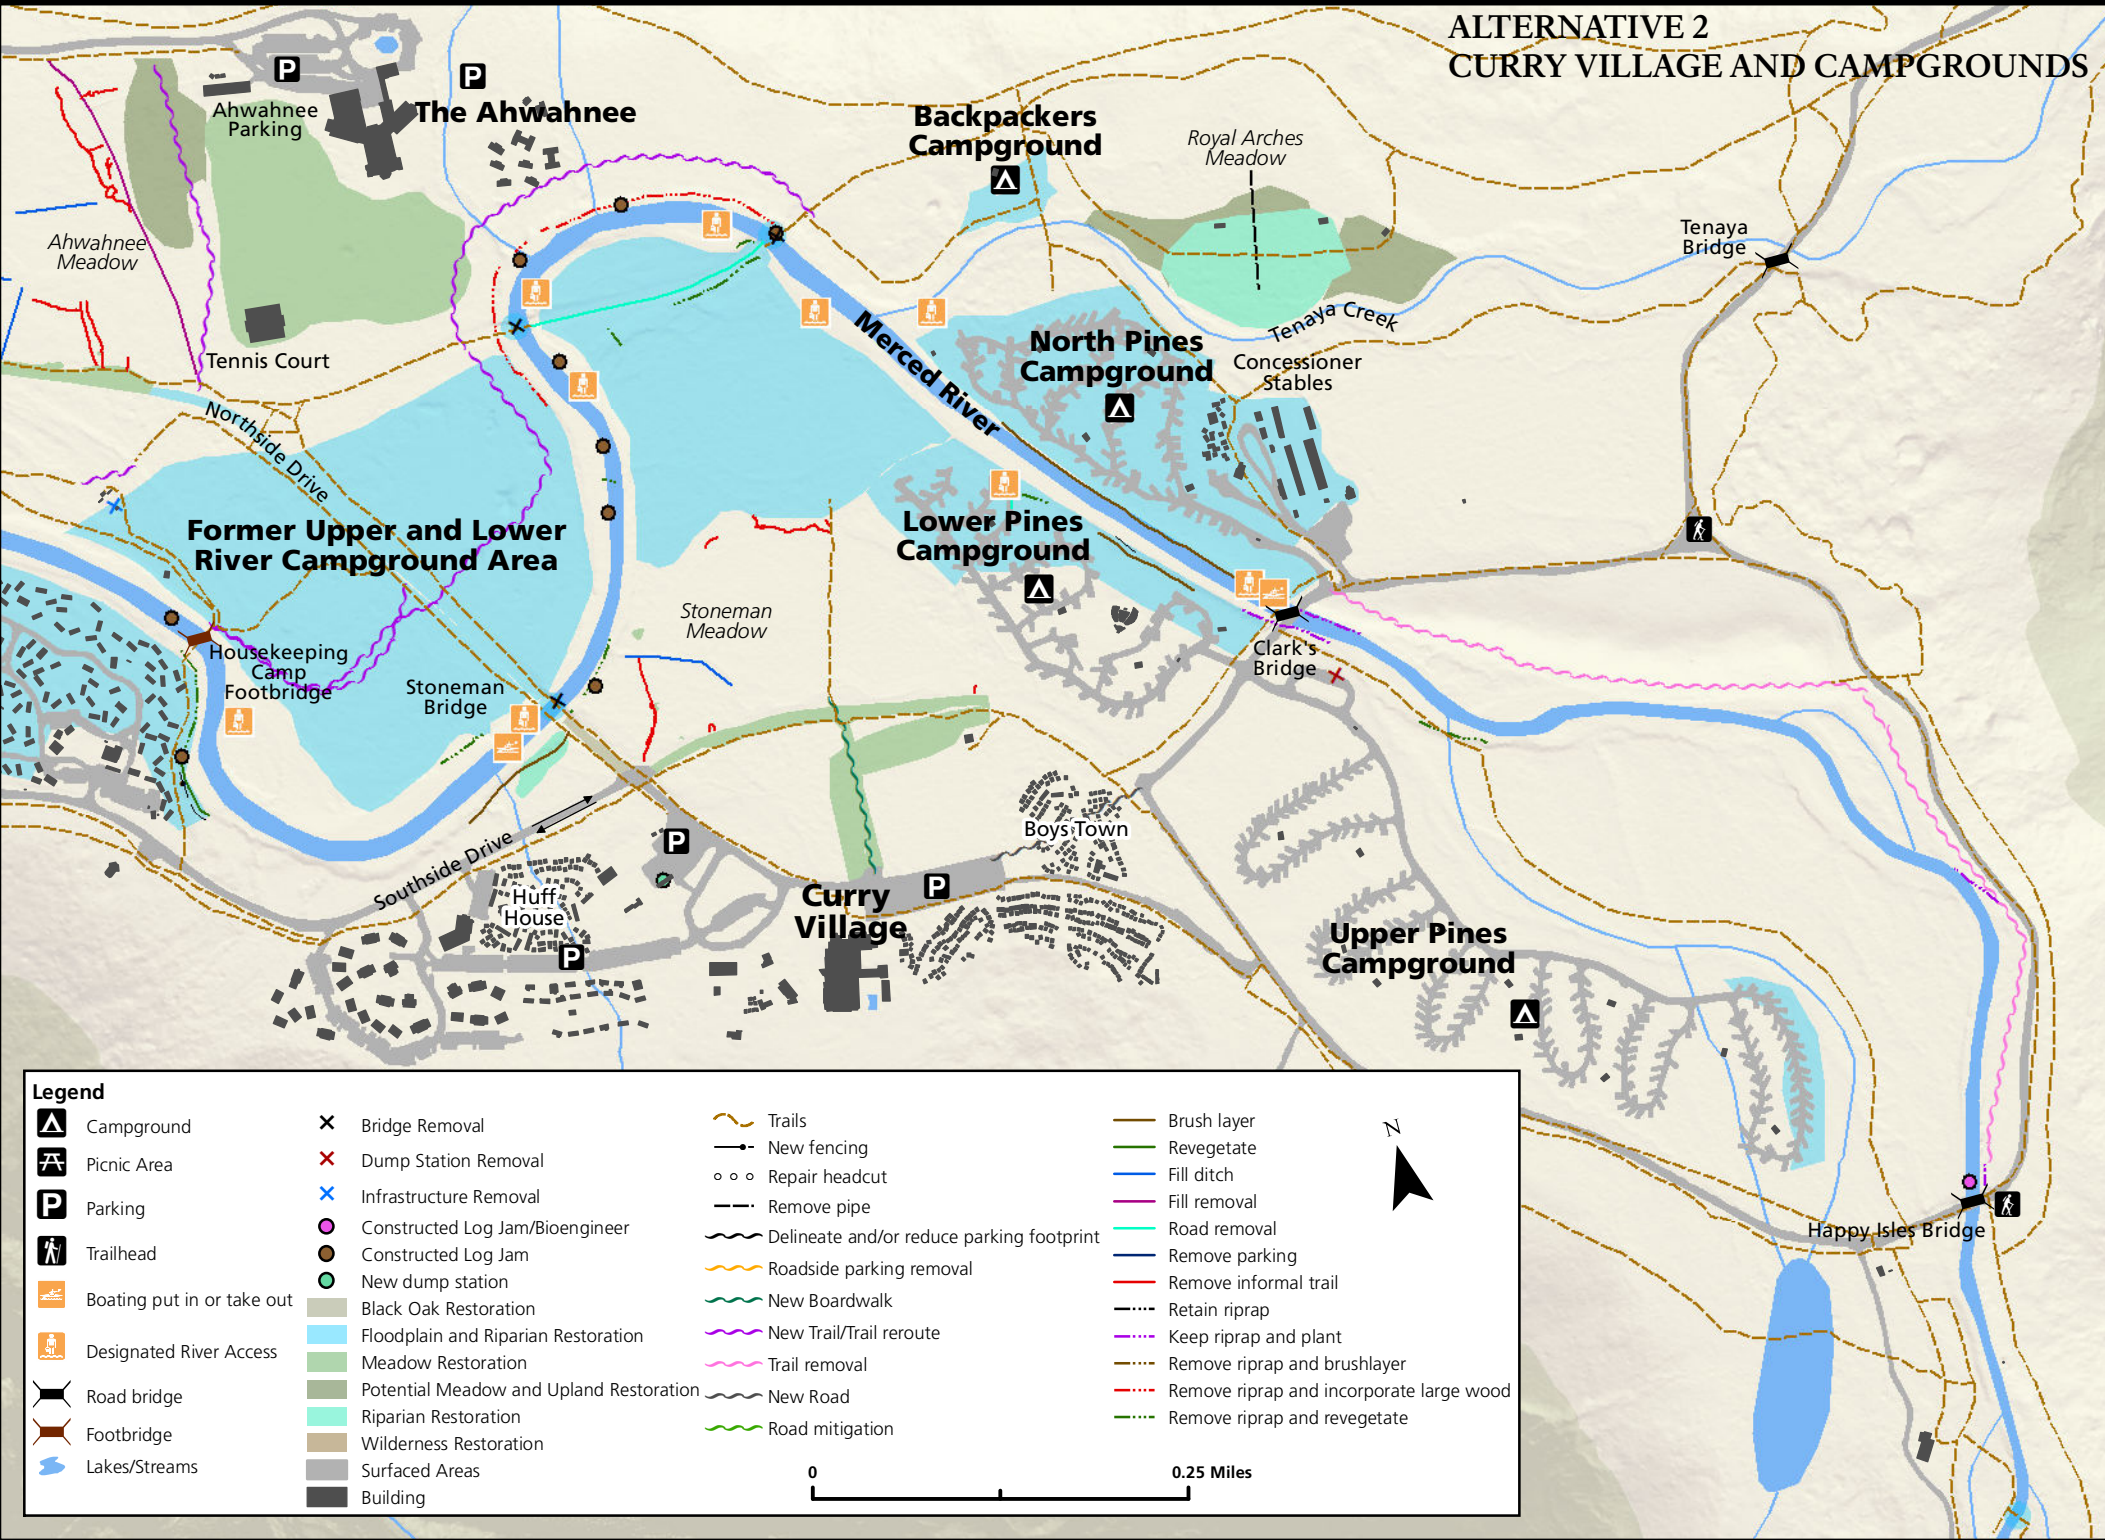 ALTERNATIVE 2
CURRY VILLAGE AND CAMPGROUNDS
P
P
Ahwahnee
Parking
The Ahwahnee
Backpackers
Campground
Royal Arches
Meadow
Tenaya
Bridge
Ahwahnee
Meadow
Tennis Court
Merced River
North Pines
Campground
Tenaya Creek
Concessioner
Stables
Northside Drive
Former Upper and Lower
River Campground Area
Lower Pines
Campground
Stoneman
Meadow
Housekeeping
Camp
Footbridge
Stoneman
Bridge
Clark's
Bridge
P
Southside Drive
Boys Town
Huff
House
P
Curry
Village
P
Upper Pines
Campground
Happy Isles Bridge
Legend
Campground
Picnic Area
P
Parking
Trailhead
Boating put in or take out
Designated River Access
Road bridge
Footbridge
Lakes/Streams
Bridge Removal
Dump Station Removal
Infrastructure Removal
Constructed Log Jam/Bioengineer
Constructed Log Jam
New dump station
Black Oak Restoration
Floodplain and Riparian Restoration
Meadow Restoration
Potential Meadow and Upland Restoration
Riparian Restoration
Wilderness Restoration
Surfaced Areas
Building
Trails
New fencing
Repair headcut
Remove pipe
Delineate and/or reduce parking footprint
Roadside parking removal
New Boardwalk
New Trail/Trail reroute
Trail removal
New Road
Road mitigation
Brush layer
Revegetate
Fill ditch
Fill removal
Road removal
Remove parking
Remove informal trail
Retain riprap
Keep riprap and plant
Remove riprap and brushlayer
Remove riprap and incorporate large wood
Remove riprap and revegetate
N
0
0.25 Miles